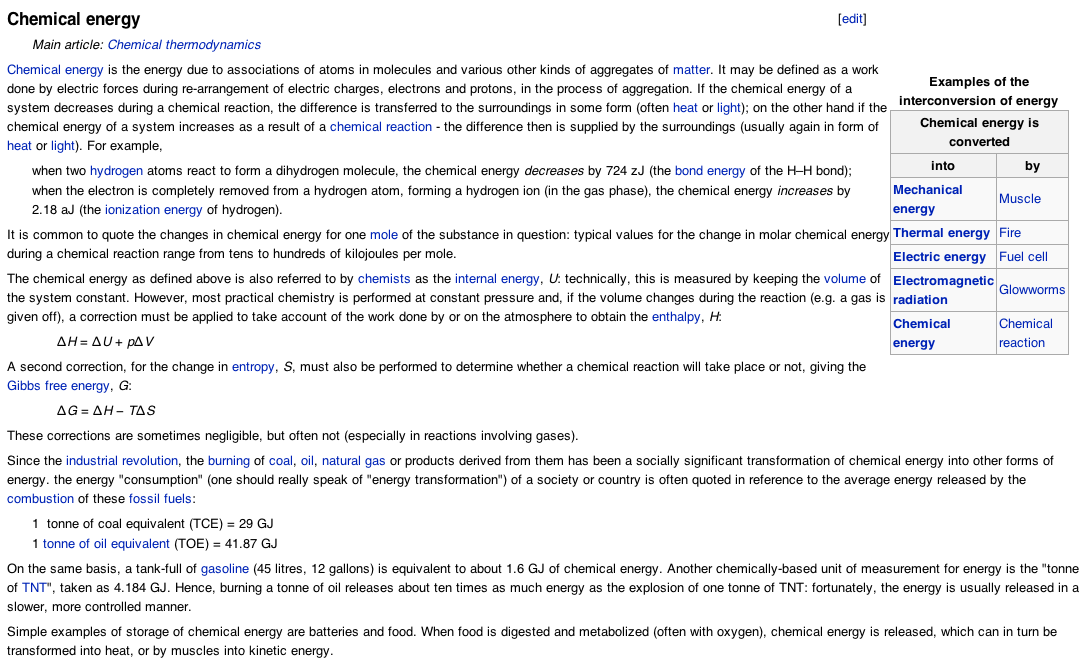 Chemical energy
[edit]
Main article: Chemical thermodynamics
Chemical energy is the energy due to associations of atoms in molecules and various other kinds of aggregates of matter. It may be defined as a work
done by electric forces during re-arrangement of electric charges, electrons and protons, in the process of aggregation. If the chemical energy of a
system decreases during a chemical reaction, the difference is transferred to the surroundings in some form (often heat or light); on the other hand if the
chemical energy of a system increases as a result of a chemical reaction - the difference then is supplied by the surroundings (usually again in form of
heat or light). For example,
when two hydrogen atoms react to form a dihydrogen molecule, the chemical energy decreases by 724 zJ (the bond energy of the H–H bond);
when the electron is completely removed from a hydrogen atom, forming a hydrogen ion (in the gas phase), the chemical energy increases by
2.18 aJ (the ionization energy of hydrogen).
It is common to quote the changes in chemical energy for one mole of the substance in question: typical values for the change in molar chemical energy
during a chemical reaction range from tens to hundreds of kilojoules per mole.
The chemical energy as defined above is also referred to by chemists as the internal energy, U: technically, this is measured by keeping the volume of
the system constant. However, most practical chemistry is performed at constant pressure and, if the volume changes during the reaction (e.g. a gas is
given off), a correction must be applied to take account of the work done by or on the atmosphere to obtain the enthalpy, H:
ΔH = ΔU + pΔV
A second correction, for the change in entropy, S, must also be performed to determine whether a chemical reaction will take place or not, giving the
Gibbs free energy, G:
ΔG = ΔH − TΔS
These corrections are sometimes negligible, but often not (especially in reactions involving gases).
Since the industrial revolution, the burning of coal, oil, natural gas or products derived from them has been a socially significant transformation of chemical energy into other forms of
energy. the energy "consumption" (one should really speak of "energy transformation") of a society or country is often quoted in reference to the average energy released by the
combustion of these fossil fuels:
1 tonne of coal equivalent (TCE) = 29 GJ
1 tonne of oil equivalent (TOE) = 41.87 GJ
On the same basis, a tank-full of gasoline (45 litres, 12 gallons) is equivalent to about 1.6 GJ of chemical energy. Another chemically-based unit of measurement for energy is the "tonne
of TNT", taken as 4.184 GJ. Hence, burning a tonne of oil releases about ten times as much energy as the explosion of one tonne of TNT: fortunately, the energy is usually released in a
slower, more controlled manner.
Simple examples of storage of chemical energy are batteries and food. When food is digested and metabolized (often with oxygen), chemical energy is released, which can in turn be
transformed into heat, or by muscles into kinetic energy.
Examples of the
interconversion of energy
Chemical energy is
converted
into by
Mechanical
energy
Muscle
Thermal energy Fire
Electric energy Fuel cell
Electromagnetic
radiation
Glowworms
Chemical
energy
Chemical
reaction